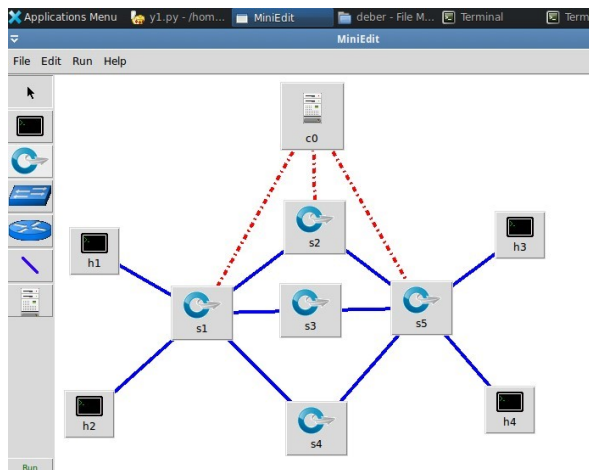 Applications Menu y1.py - /hom... MiniEdit deber - File M... Terminal Term
MiniEdit
File Edit Run Help
c0
s2
h1
h3
s1
s3
s5
h2
s4
h4
Run